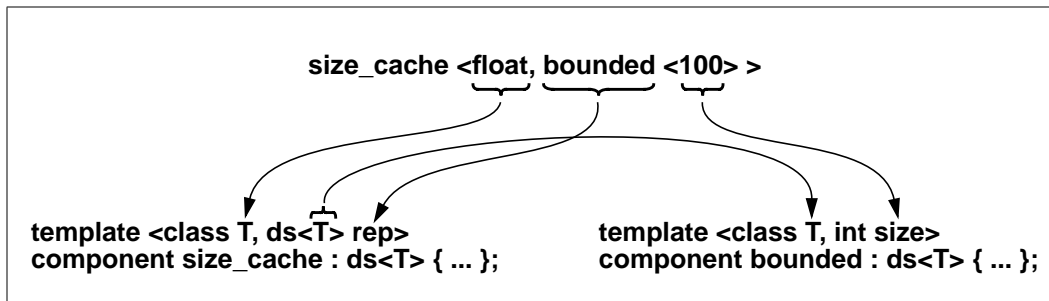 size_cache <float, bounded <100> >
template <class T, ds<T> rep>
component size_cache : ds<T> { ... };
template <class T, int size>
component bounded : ds<T> { ... };